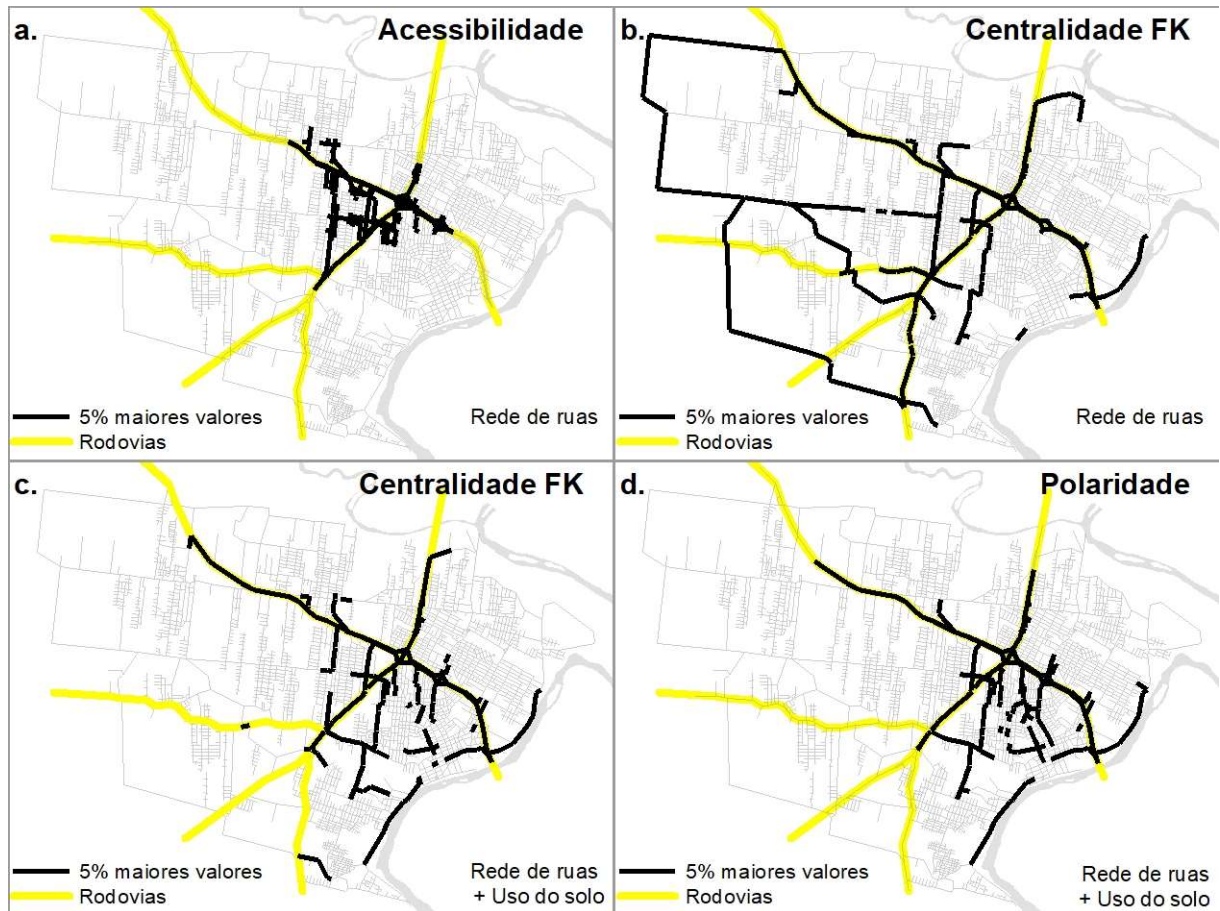 a.
Acessibilidade
5% maiores valores
Rodovias
Rede de ruas
b.
Centralidade FK
5% maiores valores
Rodovias
Rede de ruas
c.
Centralidade FK
5% maiores valores
Rodovias
Rede de ruas
+ Uso do solo
d.
Polaridade
5% maiores valores
Rodovias
Rede de ruas
+ Uso do solo